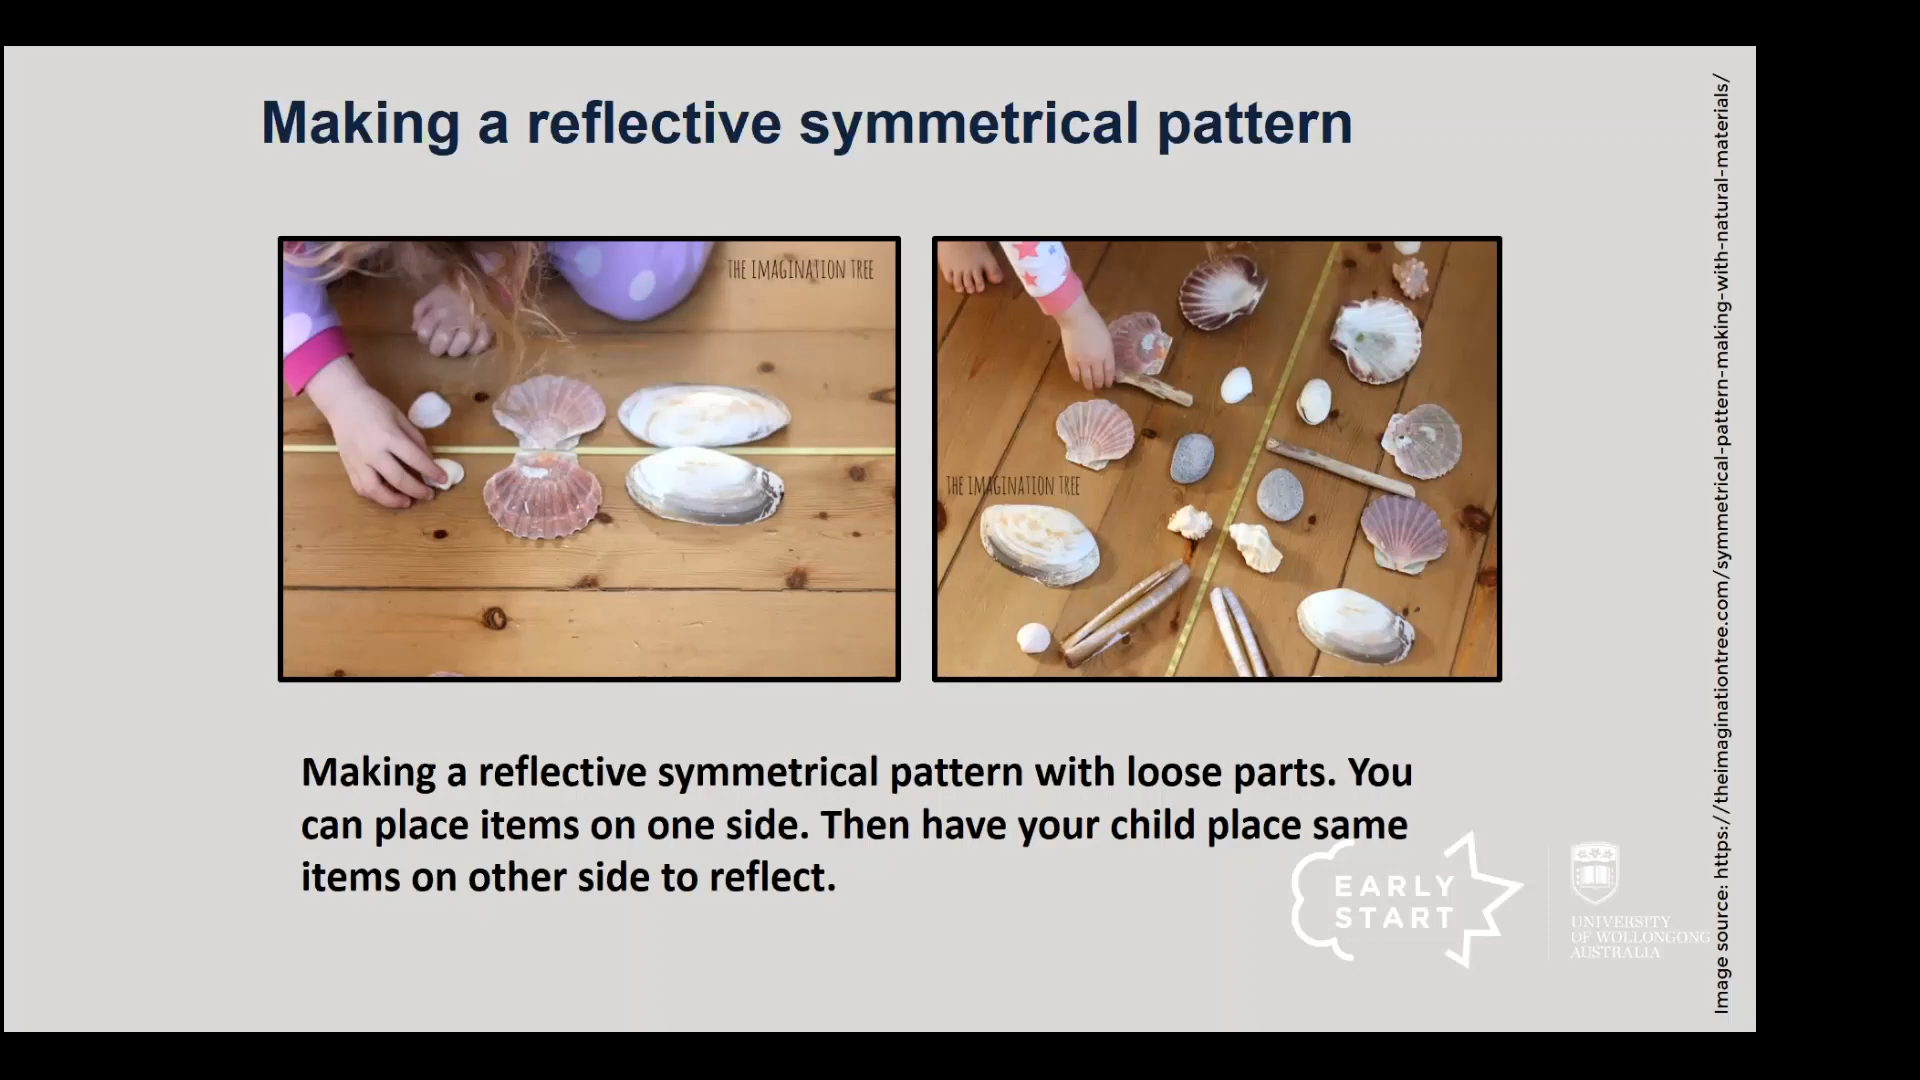 Making a reflective symmetrical pattern
THE IMAGINATION TREE
THE IMAGINATION TREE
Making a reflective symmetrical pattern with loose parts. You
can place items on one side. Then have your child place same
items on other side to reflect.
EARLY
START
UNIVERSITY
OF WOLLONGONG
AUSTRALIA
Image source: https://theimaginationtree.com/symmetrical-pattern-making-with-natural-materials/